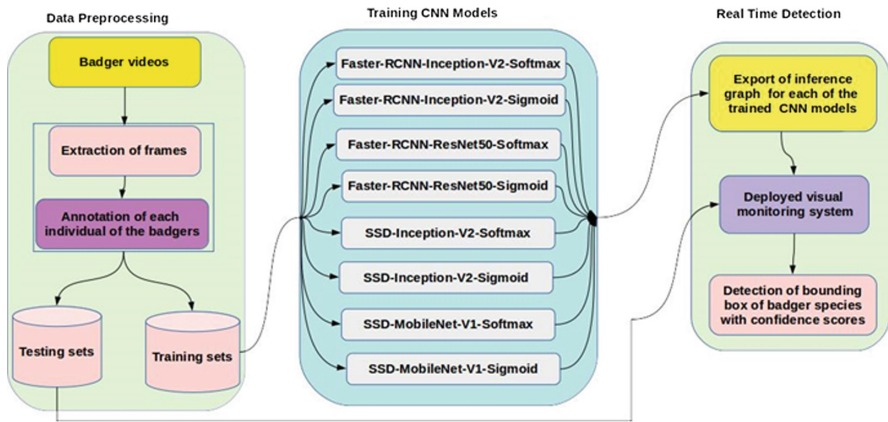 Data Preprocessing
Badger videos
Extraction of frames
Annotation of each
individual of the badgers
Testing sets
Training sets
Training CNN Models
Faster-RCNN-Inception-V2-Softmax
Faster-RCNN-Inception-V2-Sigmoid
Faster-RCNN-ResNet50-Softmax
Faster-RCNN-ResNet50-Sigmoid
SSD-Inception-V2-Softmax
SSD-Inception-V2-Sigmoid
SSD-MobileNet-V1-Softmax
SSD-MobileNet-V1-Sigmoid
Real Time Detection
Export of inference
graph for each of the
trained CNN models
Deployed visual
monitoring system
Detection of bounding
box of badger species
with confidence scores